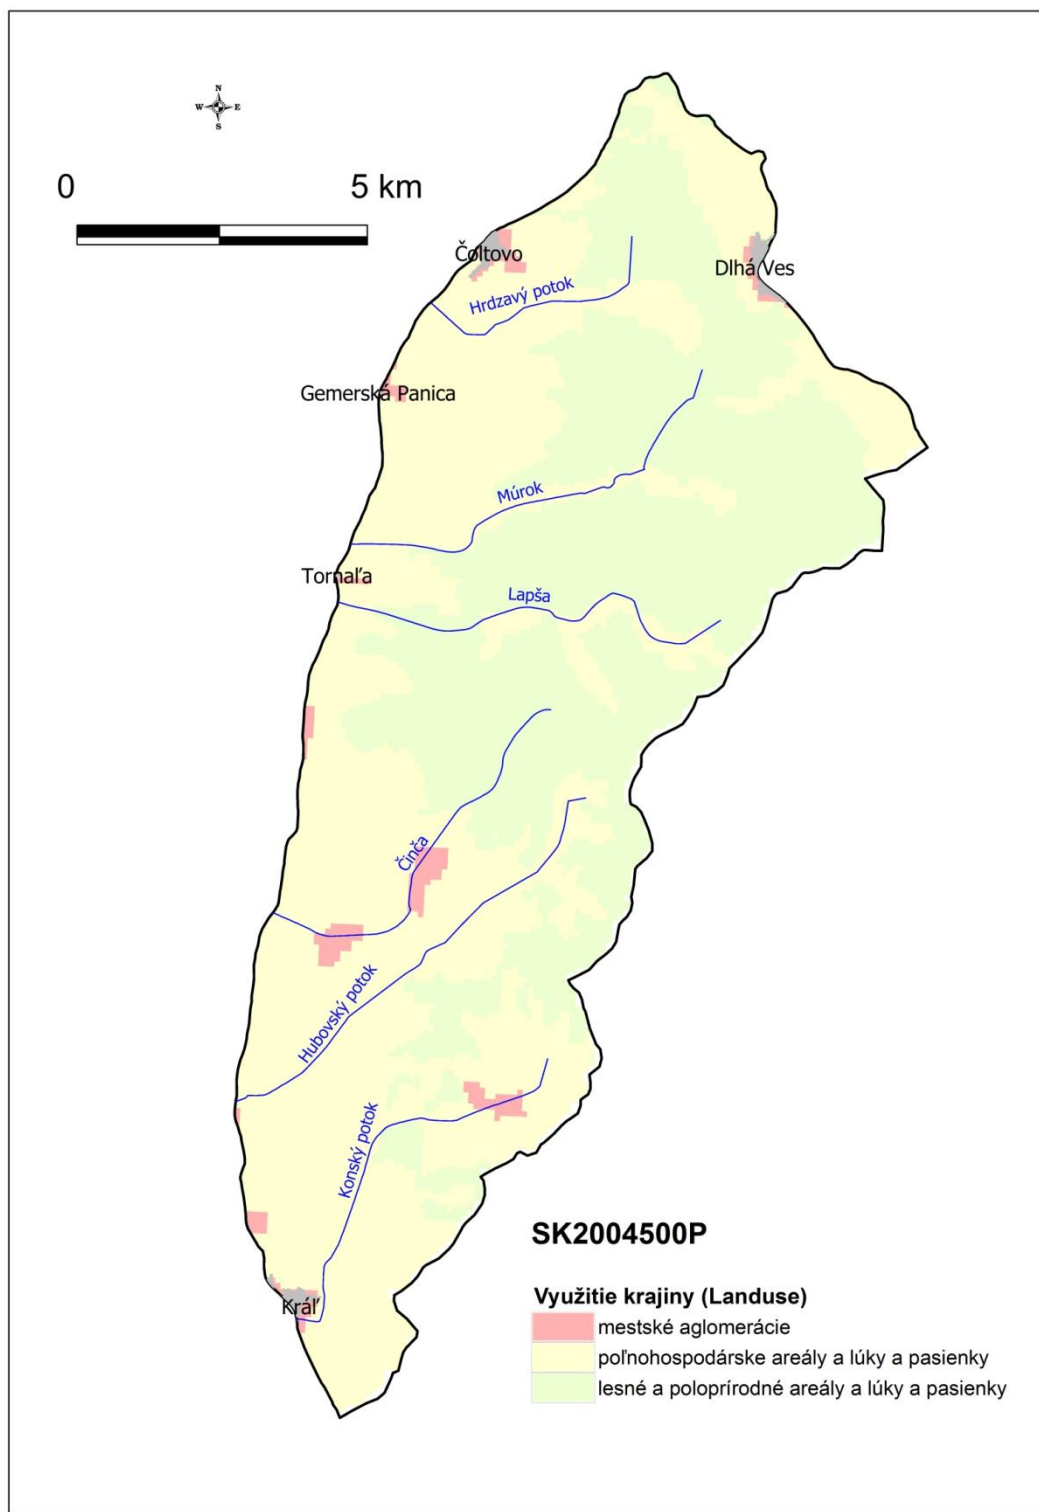 N
W E
S
0 5 km
Čoltovo
Dlhá Ves
Hrdzavý potok
Gemerská Panica
Múrok
Tornaľa
Lapša
Činča
Hubovský potok
Konský potok
Kráľ
SK2004500P
Využitie krajiny (Landuse)
mestské aglomerácie
poľnohospodárske areály a lúky a pasienky
lesné a poloprírodné areály a lúky a pasienky